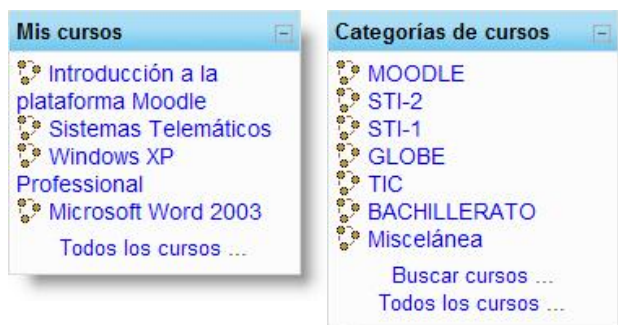 Mis cursos
Introducción a la
plataforma Moodle
Sistemas Telemáticos
Windows XP
Professional
Microsoft Word 2003
Todos los cursos ...
Categorías de cursos
MOODLE
STI-2
STI-1
GLOBE
TIC
BACHILLERATO
Miscelánea
Buscar cursos ...
Todos los cursos ...